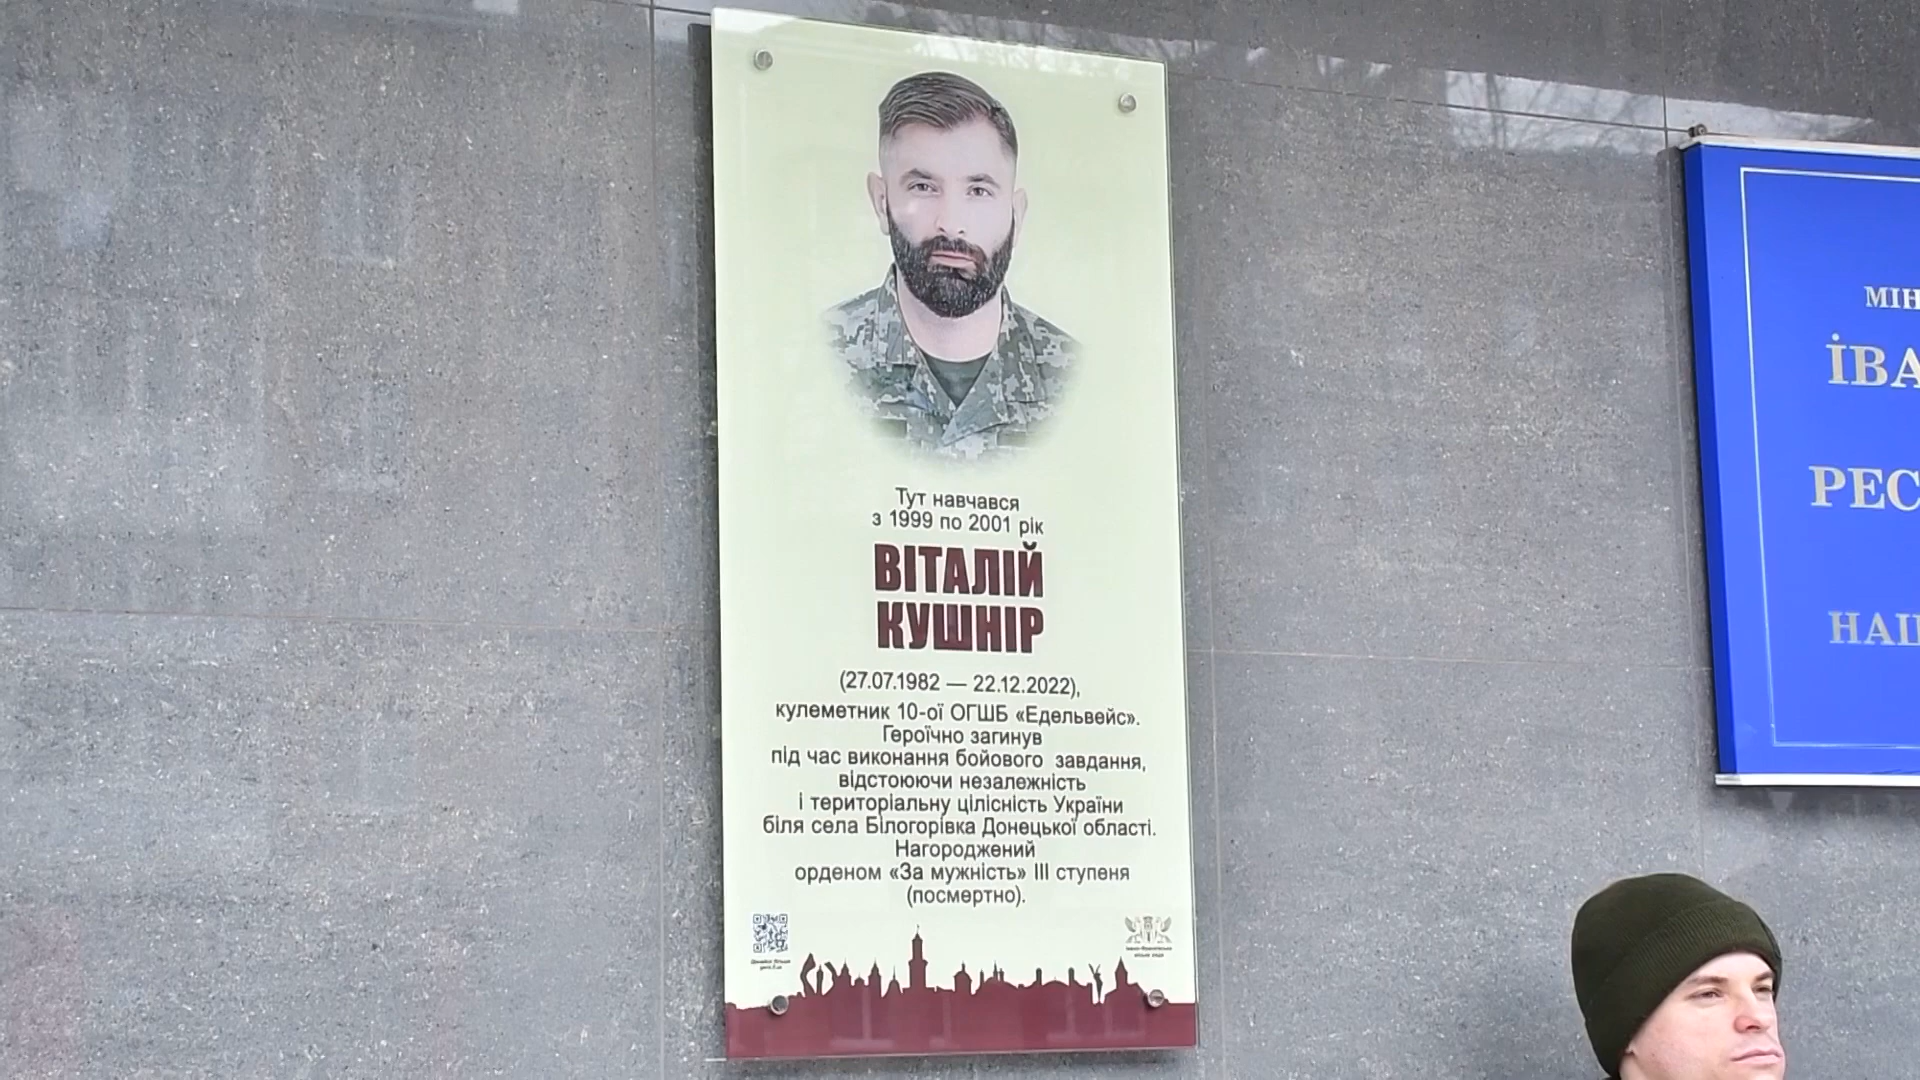 Тут навчався
з 1999 по 2001 рік
ВІТАЛІЙ
КУШНІР
(27.07.1982 — 22.12.2022),
кулеметник 10-ої ОГШБ «Едельвейс».
Героїчно загинув
під час виконання бойового завдання,
відстоюючи незалежність
і територіальну цілісність України
біля села Білогорівка Донецької області.
Нагороджений
орденом «За мужність» III ступеня
(посмертно).
МІН
ІВА
РЕС
НАЦ